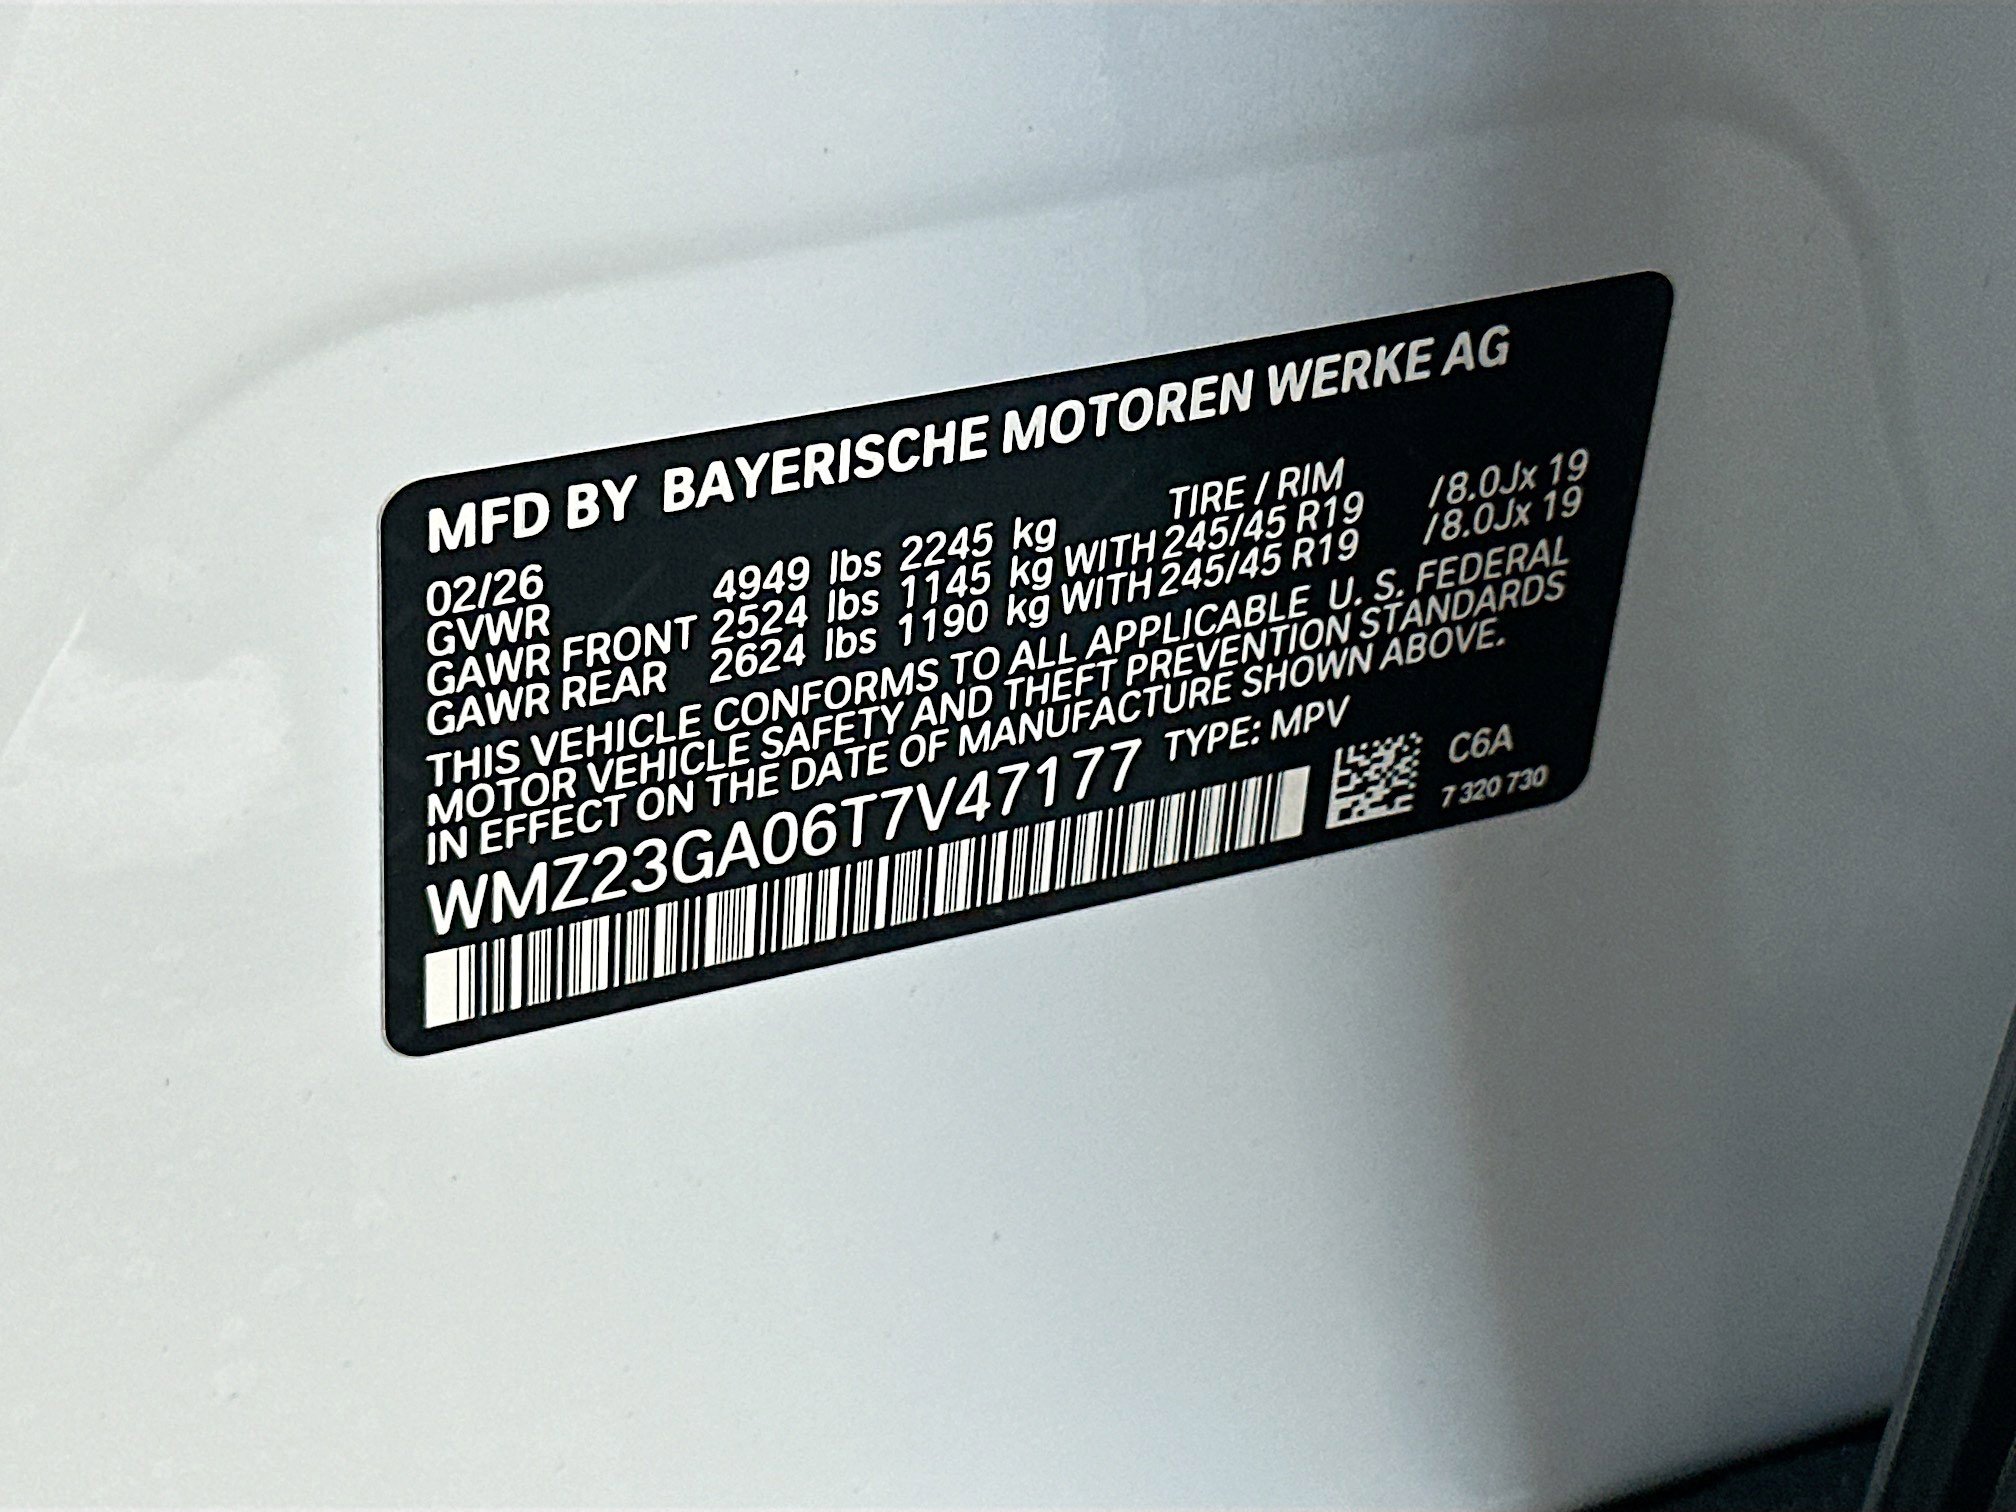 MFD BY BAYERISCHE MOTOREN WERKE AG
02/26 TIRE / RIM
GVWR 4949 lbs 2245 kg
GAWR FRONT 2524 lbs 1145 kg WITH 245/45 R19 /8.0Jx 19
GAWR REAR 2624 lbs 1190 kg WITH 245/45 R19 /8.0Jx 19
THIS VEHICLE CONFORMS TO ALL APPLICABLE U. S. FEDERAL
MOTOR VEHICLE SAFETY AND THEFT PREVENTION STANDARDS
IN EFFECT ON THE DATE OF MANUFACTURE SHOWN ABOVE.
WMZ23GA06T7V47177 TYPE: MPV
C6A
7 320 730